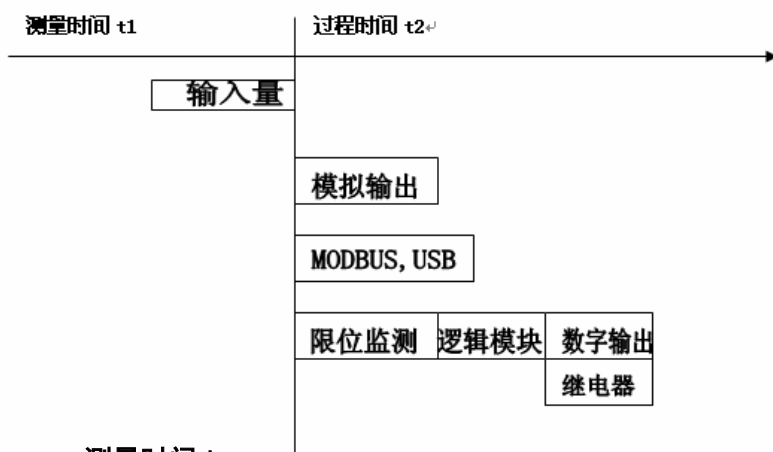 测量时间 t1
过程时间 t2↵
输入量
模拟输出
MODBUS, USB
限位监测 逻辑模块 数字输出
继电器